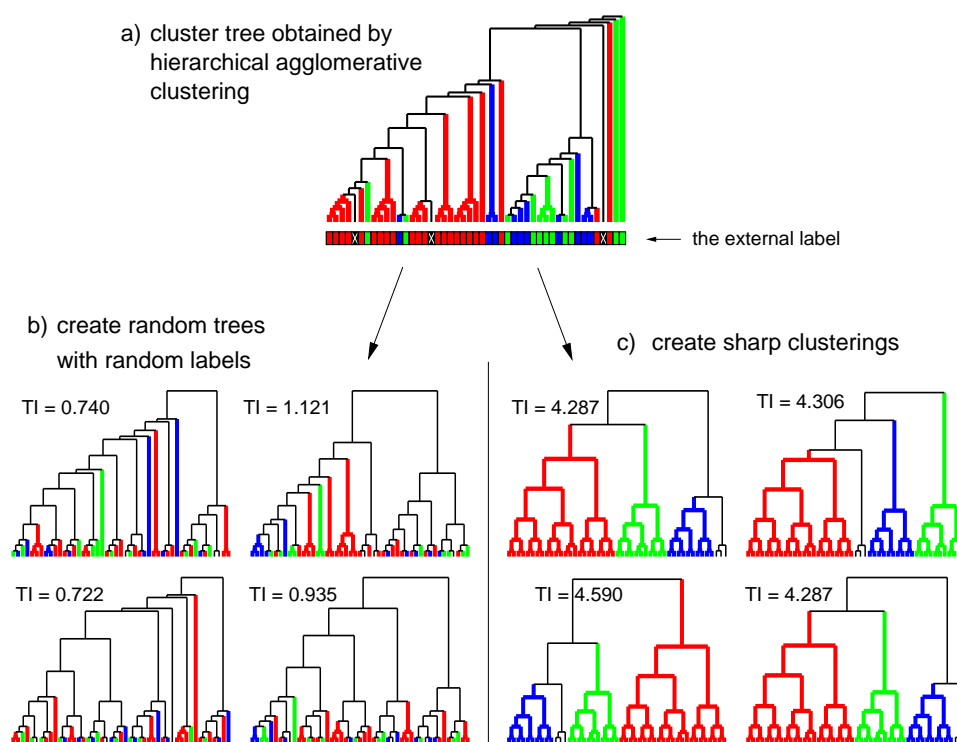 a) cluster tree obtained by
hierarchical agglomerative
clustering
X X X
the external label
b) create random trees
with random labels
c) create sharp clusterings
TI = 0.740
TI = 1.121
TI = 4.287
TI = 4.306
TI = 0.722
TI = 0.935
TI = 4.590
TI = 4.287